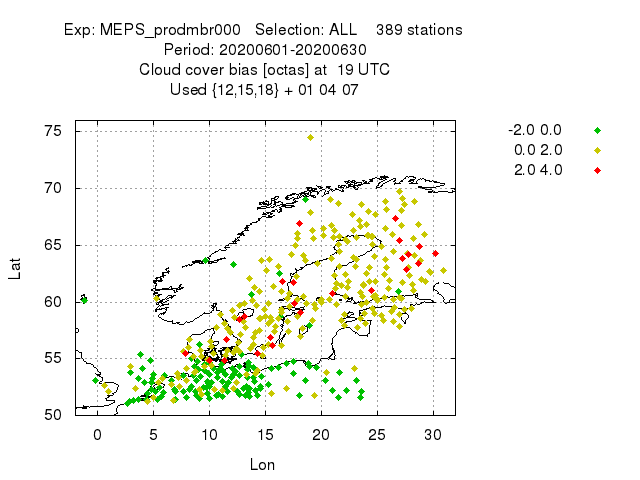 Exp: MEPS_prodmbr000   Selection: ALL    389 stations
Period: 20200601-20200630
Cloud cover bias [octas] at  19 UTC
Used {12,15,18} + 01 04 07
-2.0 0.0
0.0 2.0
2.0 4.0
75
70
65
60
55
50
Lat
0 5 10 15 20 25 30
Lon